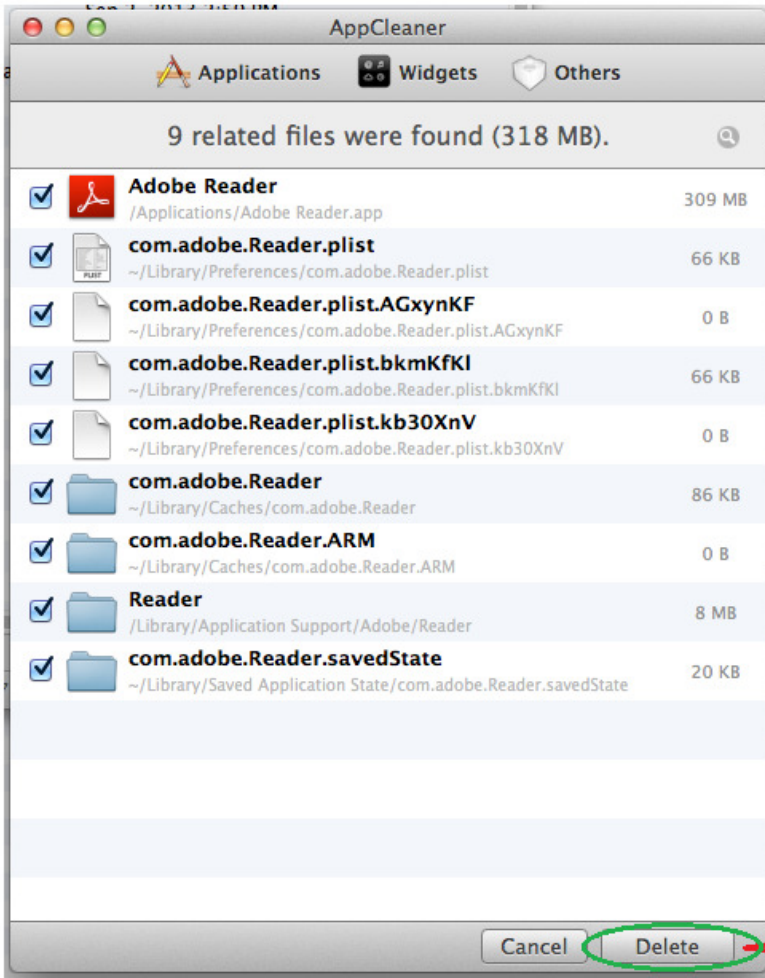 AppCleaner
Applications Widgets Others
9 related files were found (318 MB).
Adobe Reader
/Applications/Adobe Reader.app
309 MB
com.adobe.Reader.plist
~/Library/Preferences/com.adobe.Reader.plist
66 KB
PLIST
com.adobe.Reader.plist.AGxynKF
~/Library/Preferences/com.adobe.Reader.plist.AGxynKF
0 B
com.adobe.Reader.plist.bkmKfKl
~/Library/Preferences/com.adobe.Reader.plist.bkmKfKl
66 KB
com.adobe.Reader.plist.kb30XnV
~/Library/Preferences/com.adobe.Reader.plist.kb30XnV
0 B
com.adobe.Reader
~/Library/Caches/com.adobe.Reader
86 KB
com.adobe.Reader.ARM
~/Library/Caches/com.adobe.Reader.ARM
0 B
Reader
/Library/Application Support/Adobe/Reader
8 MB
com.adobe.Reader.savedState
~/Library/Saved Application State/com.adobe.Reader.savedState
20 KB
Cancel Delete